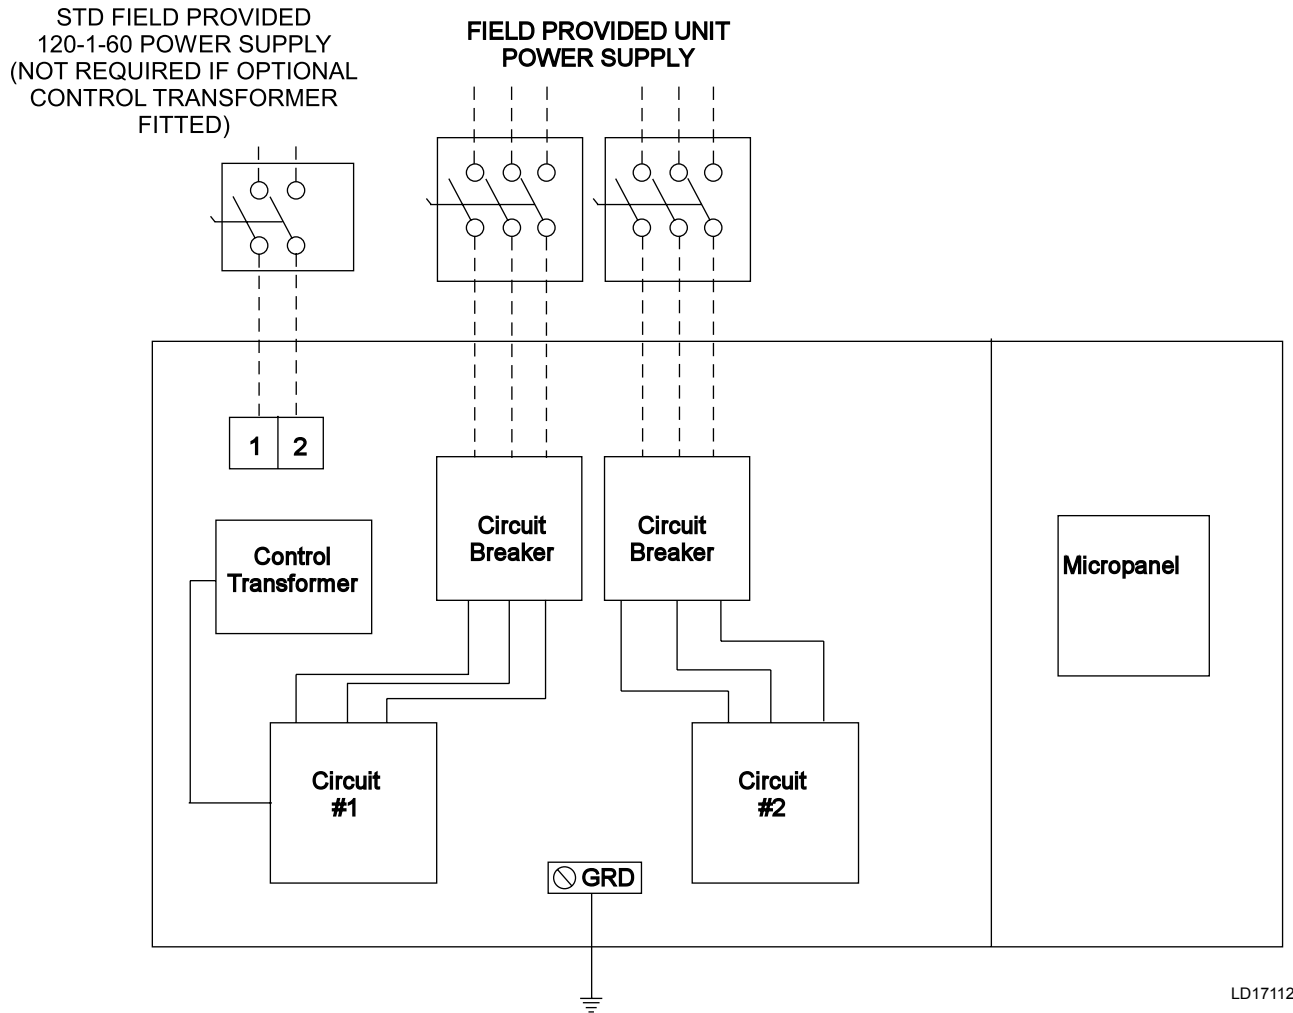 STD FIELD PROVIDED
120-1-60 POWER SUPPLY
(NOT REQUIRED IF OPTIONAL
CONTROL TRANSFORMER
FITTED)
FIELD PROVIDED UNIT
POWER SUPPLY
1 2
Circuit
Breaker
Circuit
Breaker
Control
Transformer
Micropanel
Circuit
#1
Circuit
#2
GRD
LD17112